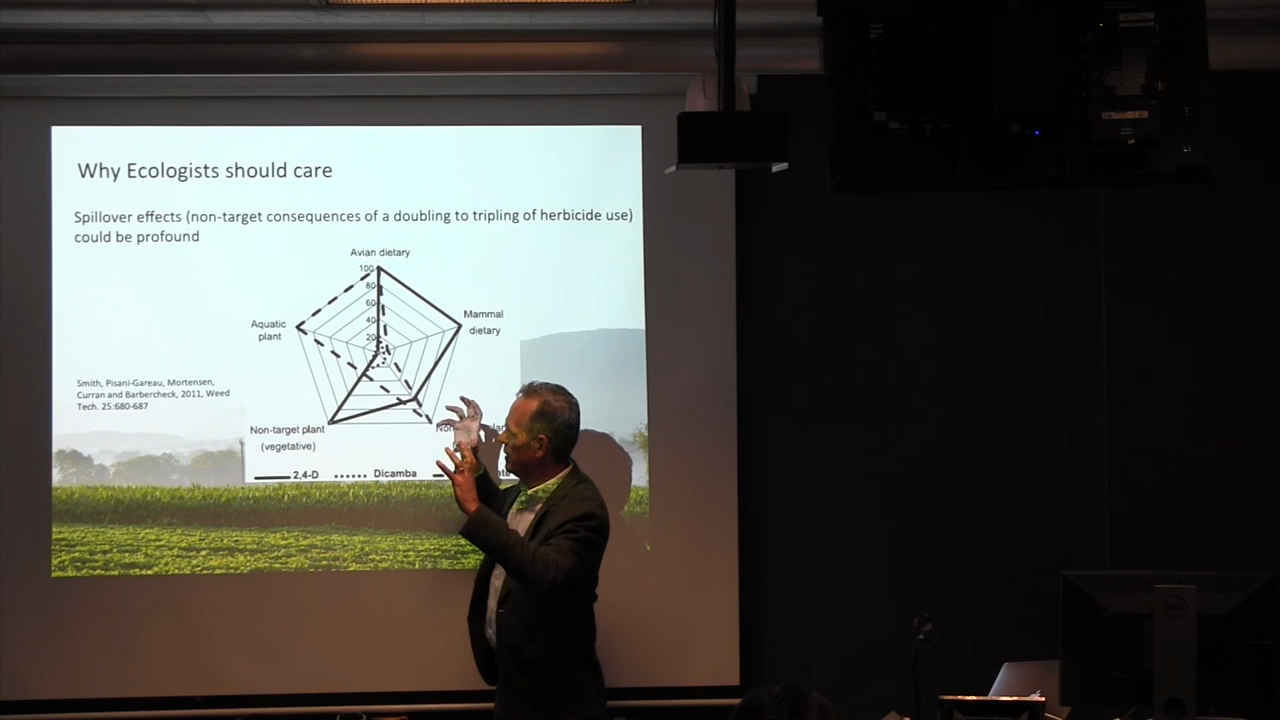 Why Ecologists should care
Spillover effects (non-target consequences of a doubling to tripling of herbicide use)
could be profound
Avian dietary
100
80
60
40
20
Mammal
dietary
Aquatic
plant
Smith, Pisani-Gareau, Mortensen,
Curran and Barbercheck, 2011, Weed
Tech. 25:680-687
Non-target plant
(vegetative)
2,4-D
Dicamba